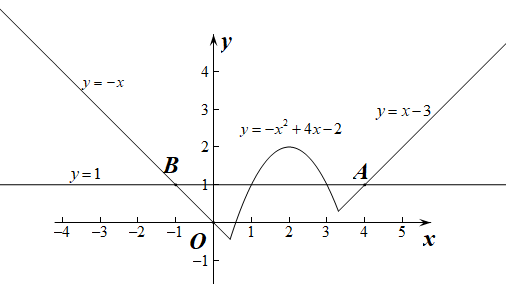 y
4
y = −x
3
y = x − 3
y = −x² + 4x − 2
2
B
A
y = 1
1
−4 −3 −2 −1 O 1 2 3 4 5 x
−1